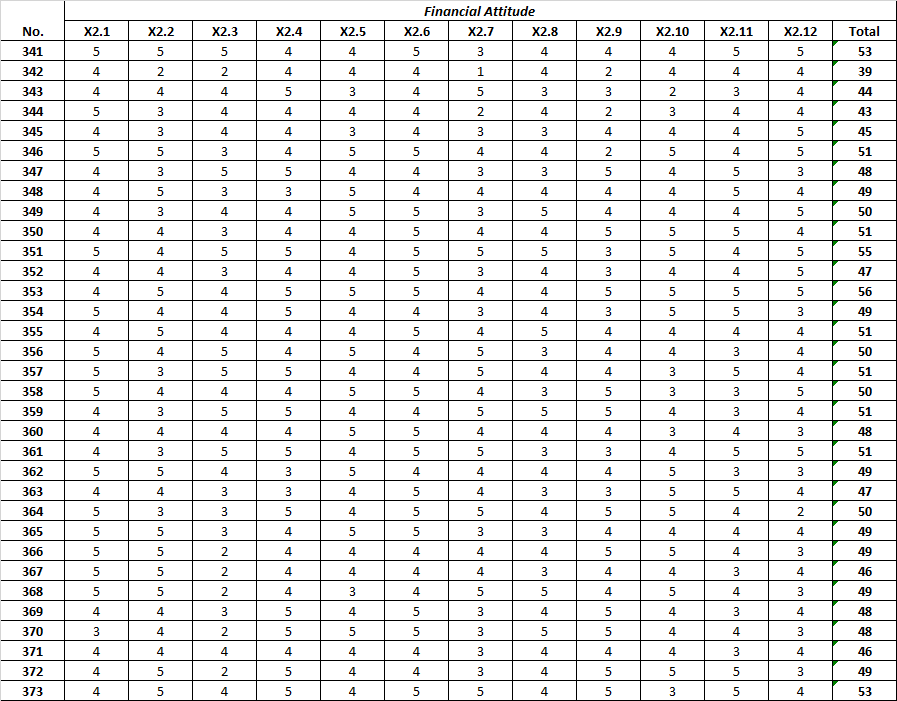 Financial Attitude
No. X2.1 X2.2 X2.3 X2.4 X2.5 X2.6 X2.7 X2.8 X2.9 X2.10 X2.11 X2.12 Total
341 5 5 5 4 4 5 3 4 4 4 5 5 53
342 4 2 2 4 4 4 1 4 2 4 4 4 39
343 4 4 4 5 3 4 5 3 3 2 3 4 44
344 5 3 4 4 4 4 2 4 2 3 4 4 43
345 4 3 4 4 3 4 3 3 4 4 4 5 45
346 5 5 3 4 5 5 4 4 2 5 4 5 51
347 4 3 5 5 4 4 3 3 5 4 5 3 48
348 4 5 3 3 5 4 4 4 4 4 5 4 49
349 4 3 4 4 5 5 3 5 4 4 4 5 50
350 4 4 3 4 4 5 4 4 5 5 5 4 51
351 5 4 5 5 4 5 5 5 3 5 4 5 55
352 4 4 3 4 4 5 3 4 3 4 4 5 47
353 4 5 4 5 5 5 4 4 5 5 5 5 56
354 5 4 4 5 4 4 3 4 3 5 5 3 49
355 4 5 4 4 4 5 4 5 4 4 4 4 51
356 5 4 5 4 5 4 5 3 4 4 3 4 50
357 5 3 5 5 4 4 5 4 4 3 5 4 51
358 5 4 4 4 5 5 4 3 5 3 3 5 50
359 4 3 5 5 4 4 5 5 5 4 3 4 51
360 4 4 4 4 5 5 4 4 4 3 4 3 48
361 4 3 5 5 4 5 5 3 3 4 5 5 51
362 5 5 4 3 5 4 4 4 4 5 3 3 49
363 4 4 3 3 4 5 4 3 3 5 5 4 47
364 5 3 3 5 4 5 5 4 5 5 4 2 50
365 5 5 3 4 5 5 3 3 4 4 4 4 49
366 5 5 2 4 4 4 4 4 5 5 4 3 49
367 5 5 2 4 4 4 4 3 4 4 3 4 46
368 5 5 2 4 3 4 5 5 4 5 4 3 49
369 4 4 3 5 4 5 3 4 5 4 3 4 48
370 3 4 2 5 5 5 3 5 5 4 4 3 48
371 4 4 4 4 4 4 3 4 4 4 3 4 46
372 4 5 2 5 4 4 3 4 5 5 5 3 49
373 4 5 4 5 4 5 5 4 5 3 5 4 53